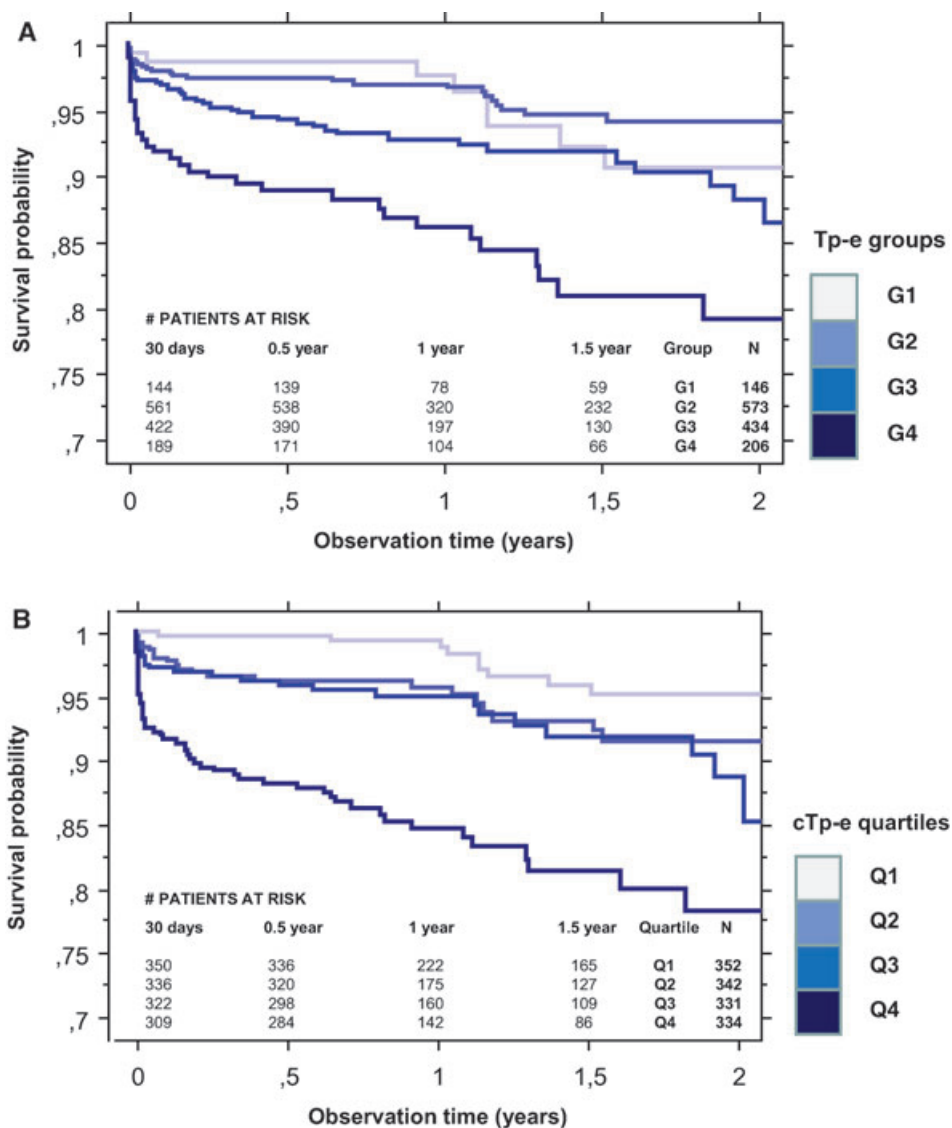 A
Survival probability
1
,95
,9
,85
,8
,75
,7
# PATIENTS AT RISK
30 days 0.5 year 1 year 1.5 year Group N
144 139 78 59 G1 146
561 538 320 232 G2 573
422 390 197 130 G3 434
189 171 104 66 G4 206
0 ,5 1 1,5 2
Observation time (years)
Tp-e groups
G1
G2
G3
G4
B
Survival probability
1
,95
,9
,85
,8
,75
,7
# PATIENTS AT RISK
30 days 0.5 year 1 year 1.5 year Quartile N
350 336 222 165 Q1 352
336 320 175 127 Q2 342
322 298 160 109 Q3 331
309 284 142 86 Q4 334
0 ,5 1 1,5 2
Observation time (years)
cTp-e quartiles
Q1
Q2
Q3
Q4